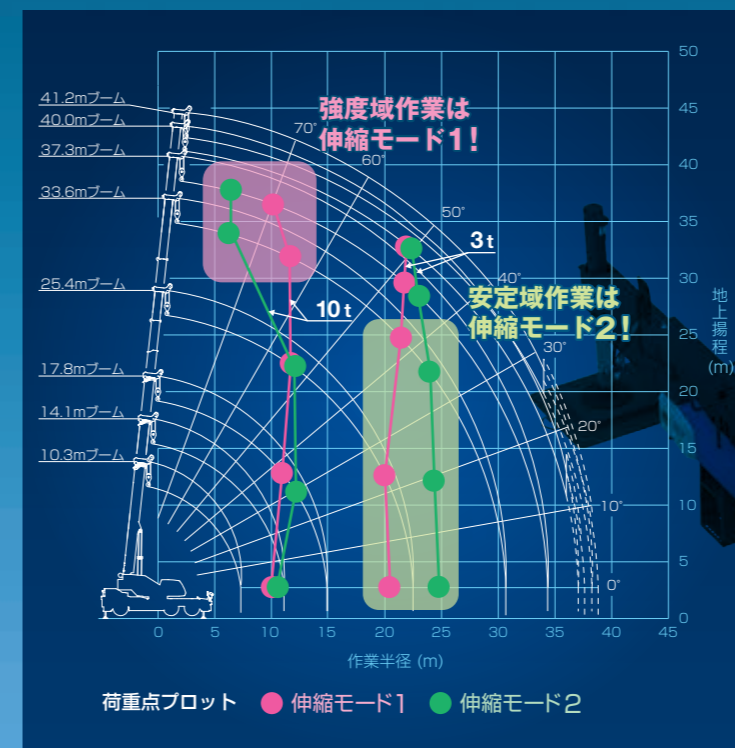 50
41.2mブーム
40.0mブーム
37.3mブーム
33.6mブーム
25.4mブーム
17.8mブーム
14.1mブーム
10.3mブーム
強度域作業は
伸縮モード1!
70°
60°
50°
40°
30°
20°
10°
0°
3t
10t
安定域作業は
伸縮モード2!
45
40
35
30
25
20
15
10
5
0
地上揚程
(m)
0 5 10 15 20 25 30 35 40 45
作業半径 (m)
荷重点プロット 伸縮モード1 伸縮モード2